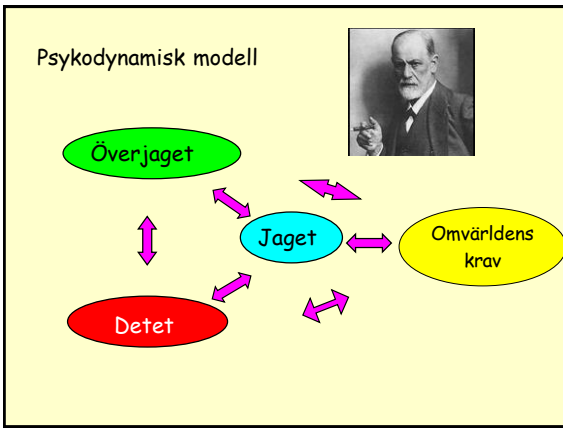 Psykodynamisk modell
Överjaget
Jaget
Omvärldens
krav
Detet